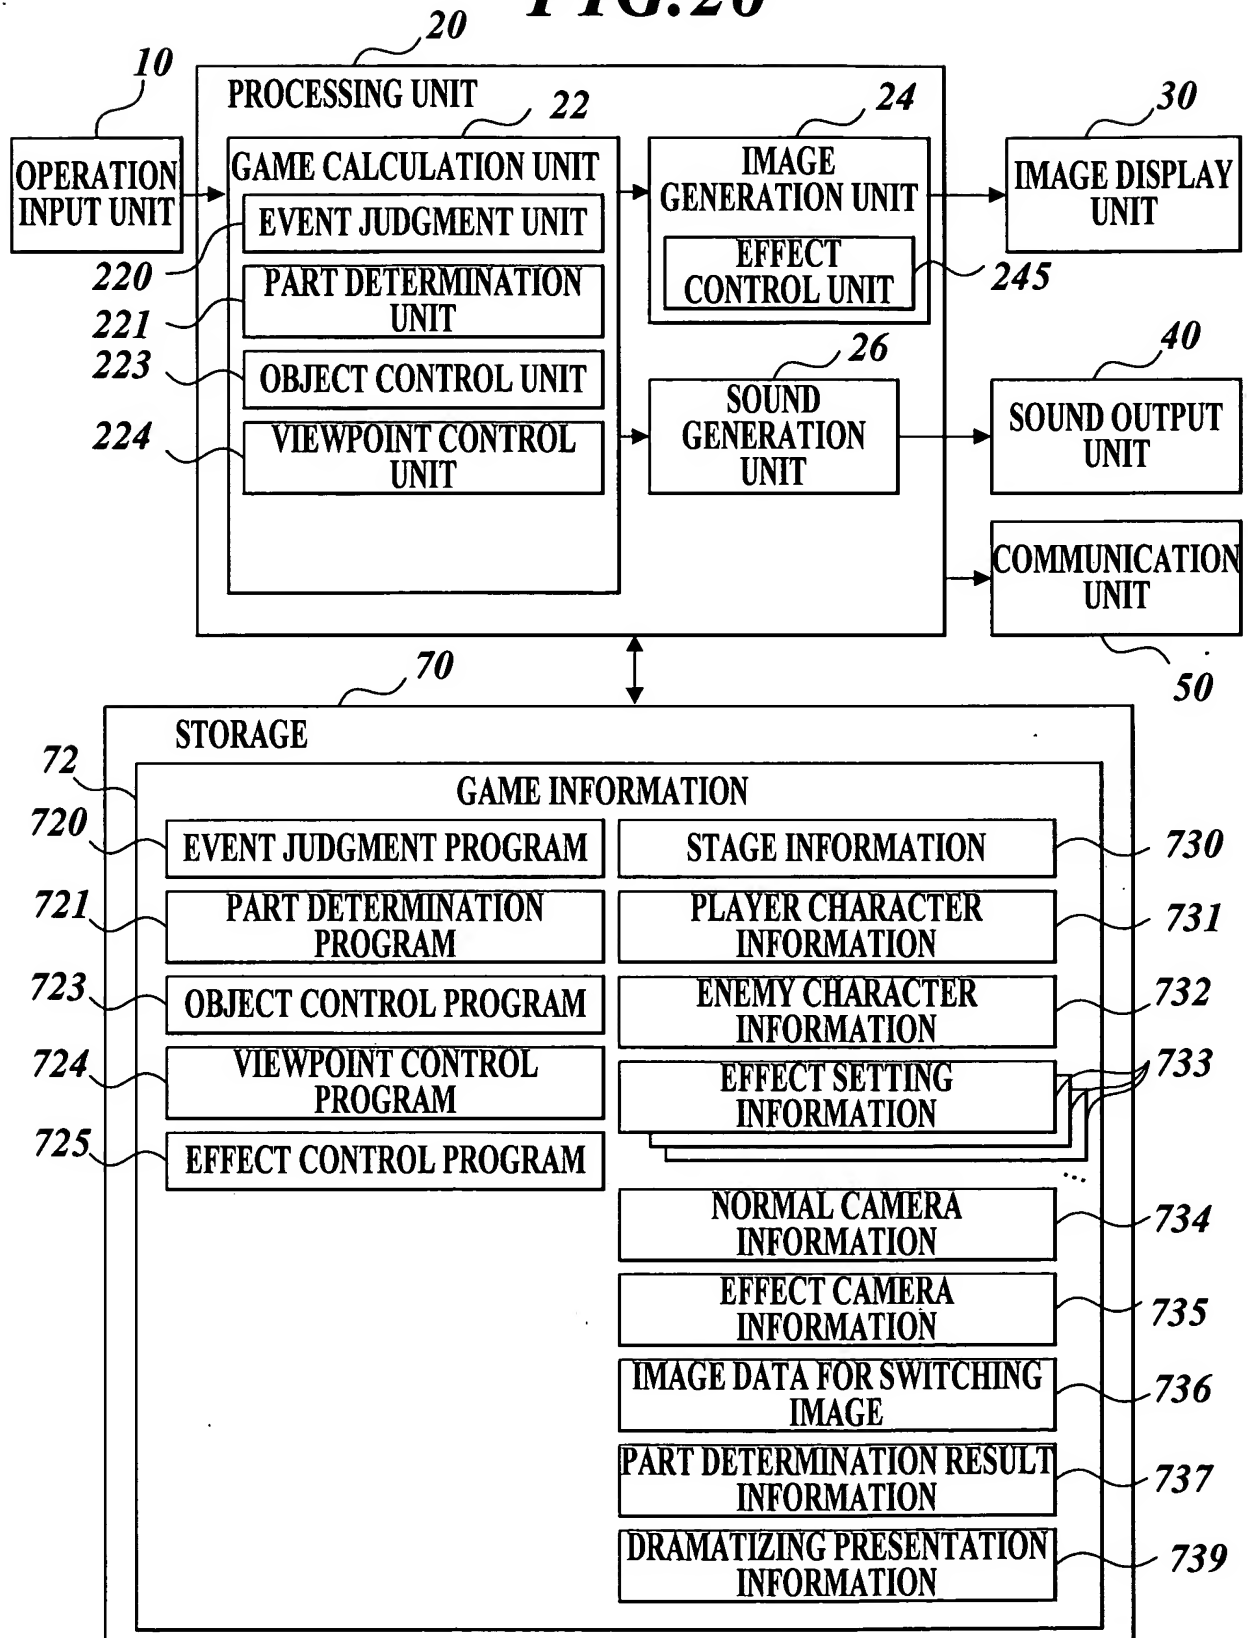 FIG.20
20
10
PROCESSING UNIT
22
24
30
OPERATION
INPUT UNIT
GAME CALCULATION UNIT
EVENT JUDGMENT UNIT
220
PART DETERMINATION
UNIT
221
223
OBJECT CONTROL UNIT
224
VIEWPOINT CONTROL
UNIT
IMAGE
GENERATION UNIT
EFFECT
CONTROL UNIT
245
IMAGE DISPLAY
UNIT
26
SOUND
GENERATION
UNIT
40
SOUND OUTPUT
UNIT
COMMUNICATION
UNIT
50
70
STORAGE
72
GAME INFORMATION
720
EVENT JUDGMENT PROGRAM
721
PART DETERMINATION
PROGRAM
723
OBJECT CONTROL PROGRAM
724
VIEWPOINT CONTROL
PROGRAM
725
EFFECT CONTROL PROGRAM
STAGE INFORMATION
730
PLAYER CHARACTER
INFORMATION
731
ENEMY CHARACTER
INFORMATION
732
EFFECT SETTING
INFORMATION
733
...
NORMAL CAMERA
INFORMATION
734
EFFECT CAMERA
INFORMATION
735
IMAGE DATA FOR SWITCHING
IMAGE
736
PART DETERMINATION RESULT
INFORMATION
737
DRAMATIZING PRESENTATION
INFORMATION
739